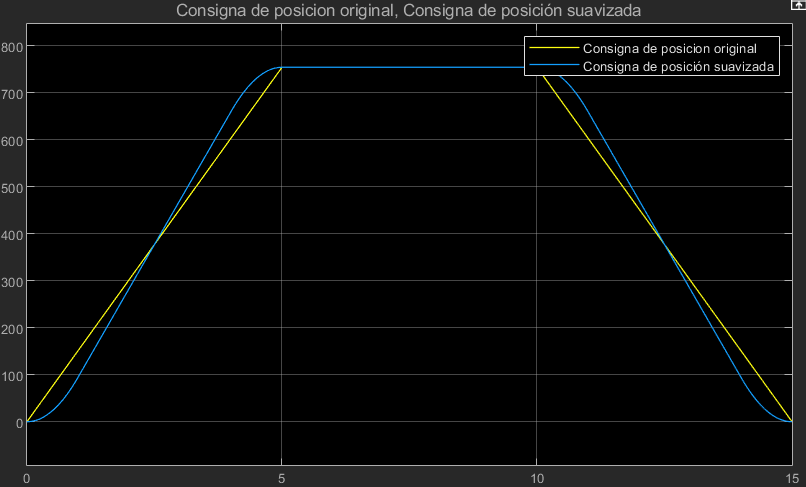 Consigna de posicion original, Consigna de posición suavizada
800
Consigna de posicion original
Consigna de posición suavizada
700
600
500
400
300
200
100
0
0 5 10 15